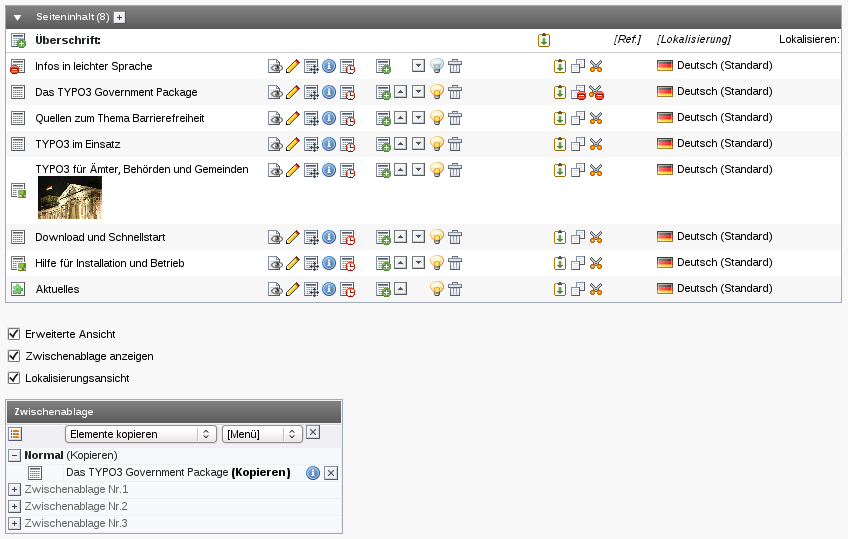 Seiteninhalt (8)
Überschrift: [Ref.] [Lokalisierung] Lokalisieren:
Infos in leichter Sprache Deutsch (Standard)
Das TYPO3 Government Package Deutsch (Standard)
Quellen zum Thema Barrierefreiheit Deutsch (Standard)
TYPO3 im Einsatz Deutsch (Standard)
TYPO3 für Ämter, Behörden und Gemeinden Deutsch (Standard)
Download und Schnellstart Deutsch (Standard)
Hilfe für Installation und Betrieb Deutsch (Standard)
Aktuelles Deutsch (Standard)
Erweiterte Ansicht
Zwischenablage anzeigen
Lokalisierungsansicht
Zwischenablage
Elemente kopieren [Menü]
Normal (Kopieren)
Das TYPO3 Government Package (Kopieren)
Zwischenablage Nr.1
Zwischenablage Nr.2
Zwischenablage Nr.3